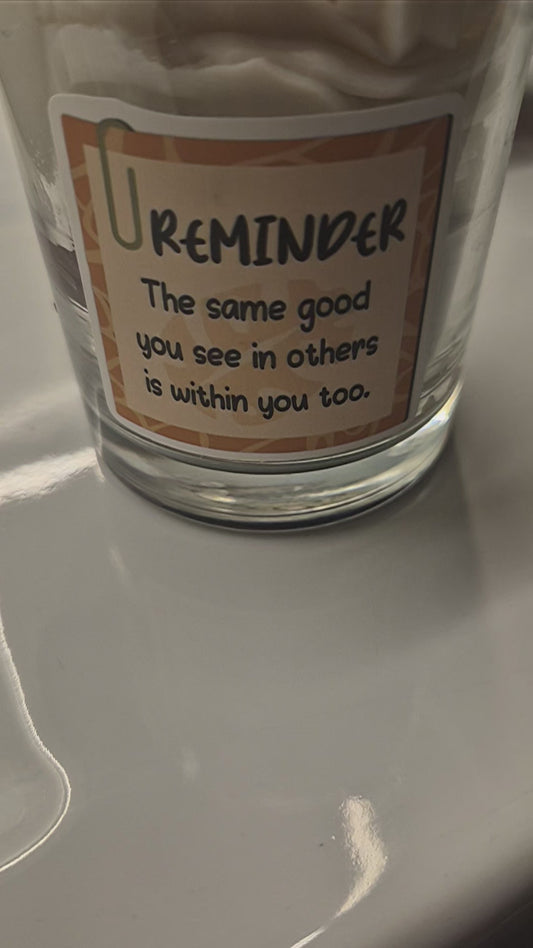 REMINDER
The same good
you see in others
is within you too.